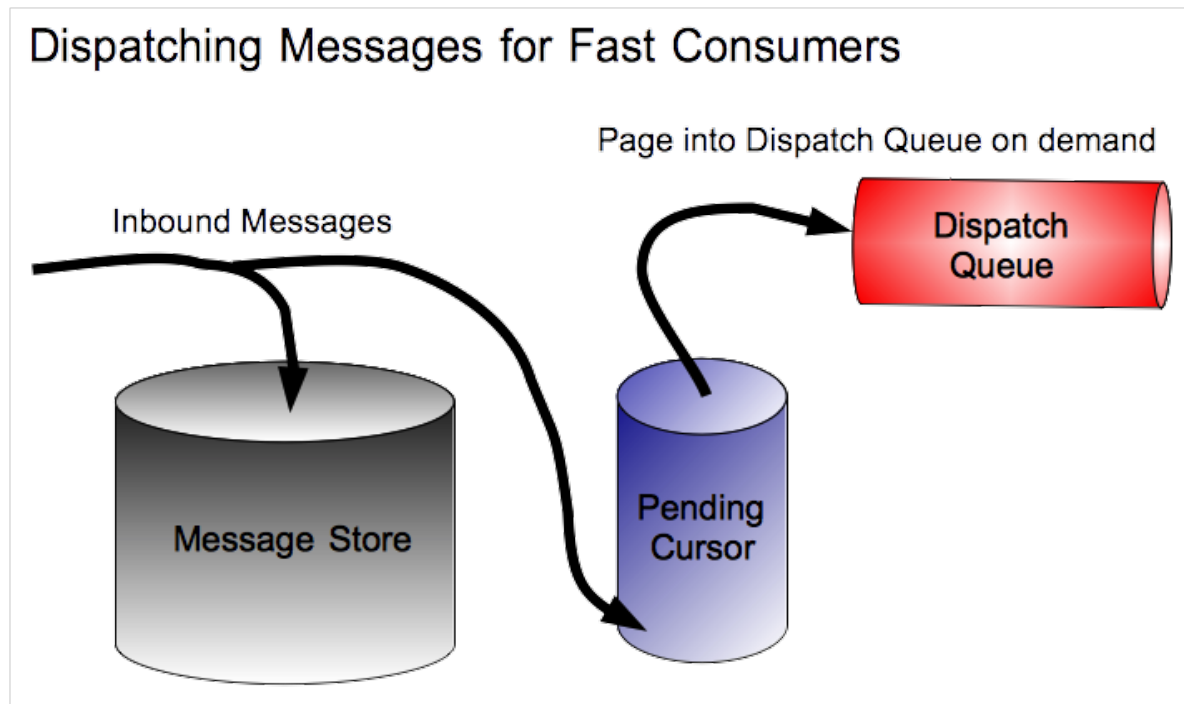 Dispatching Messages for Fast Consumers
Page into Dispatch Queue on demand
Inbound Messages
Dispatch
Queue
Message Store
Pending
Cursor